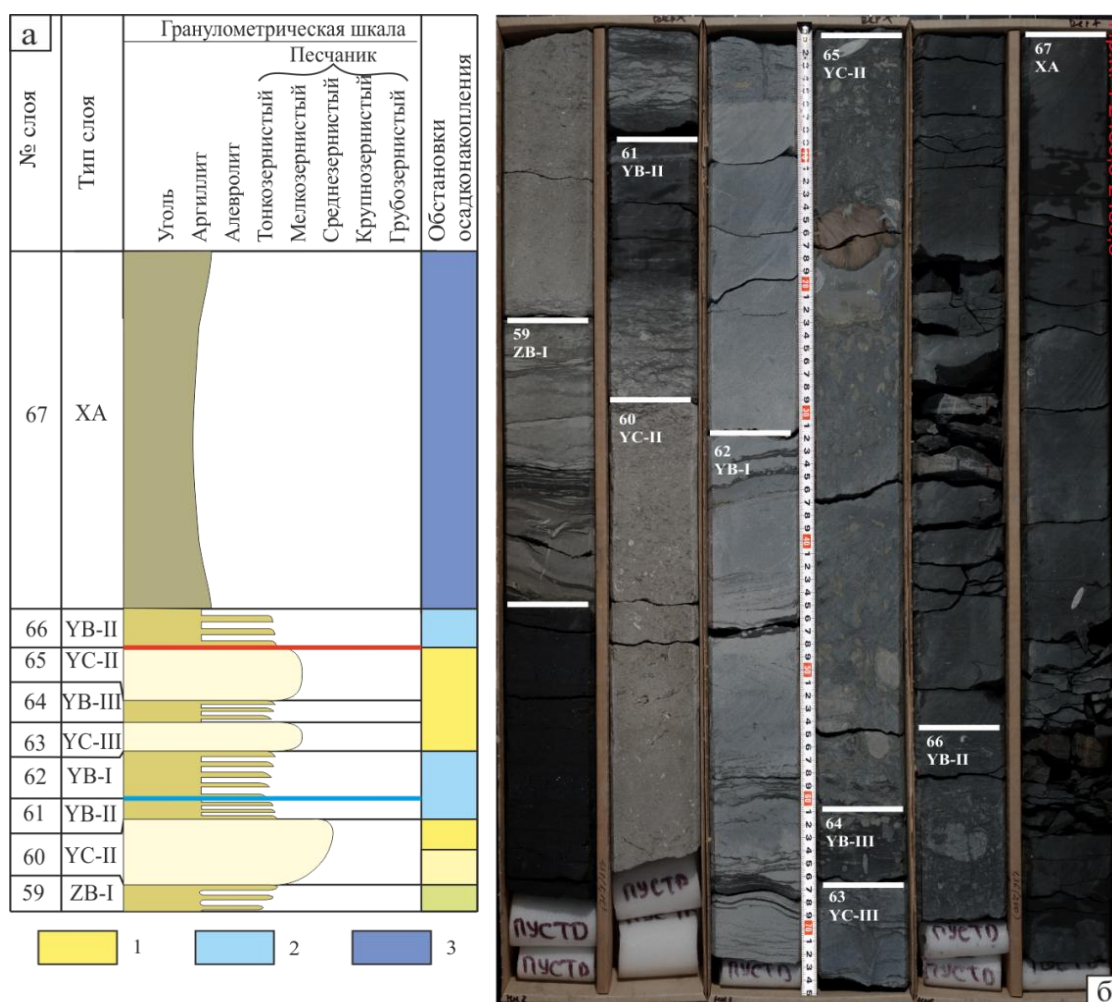 а
№ слоя
Тип слоя
Гранулометрическая шкала
Песчаник
Уголь
Аргиллит
Алевролит
Тонкозернистый
Мелкозернистый
Среднезернистый
Крупнозернистый
Грубозернистый
Обстановки
осадконакопления
67 XA
66 YB-II
65 YC-II
64 YB-III
63 YC-III
62 YB-I
61 YB-II
60 YC-II
59 ZB-I
1 2 3
59
ZB-I
ПУСТО
ПУСТО
61
YB-II
60
YC-II
ПУСТО
62
YB-I
ПУСТО
65
YC-II
64
YB-III
63
YC-III
66
YB-II
ПУСТО
ПУСТО
67
XA
б